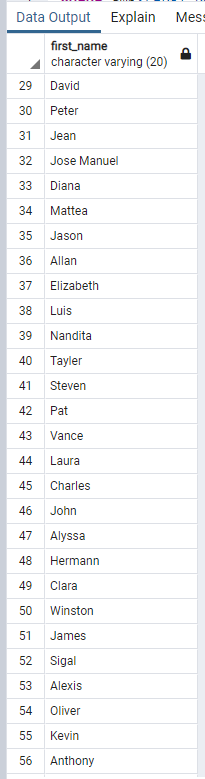 Data Output Explain Mess
first_name
character varying (20)
29 David
30 Peter
31 Jean
32 Jose Manuel
33 Diana
34 Mattea
35 Jason
36 Allan
37 Elizabeth
38 Luis
39 Nandita
40 Tayler
41 Steven
42 Pat
43 Vance
44 Laura
45 Charles
46 John
47 Alyssa
48 Hermann
49 Clara
50 Winston
51 James
52 Sigal
53 Alexis
54 Oliver
55 Kevin
56 Anthony